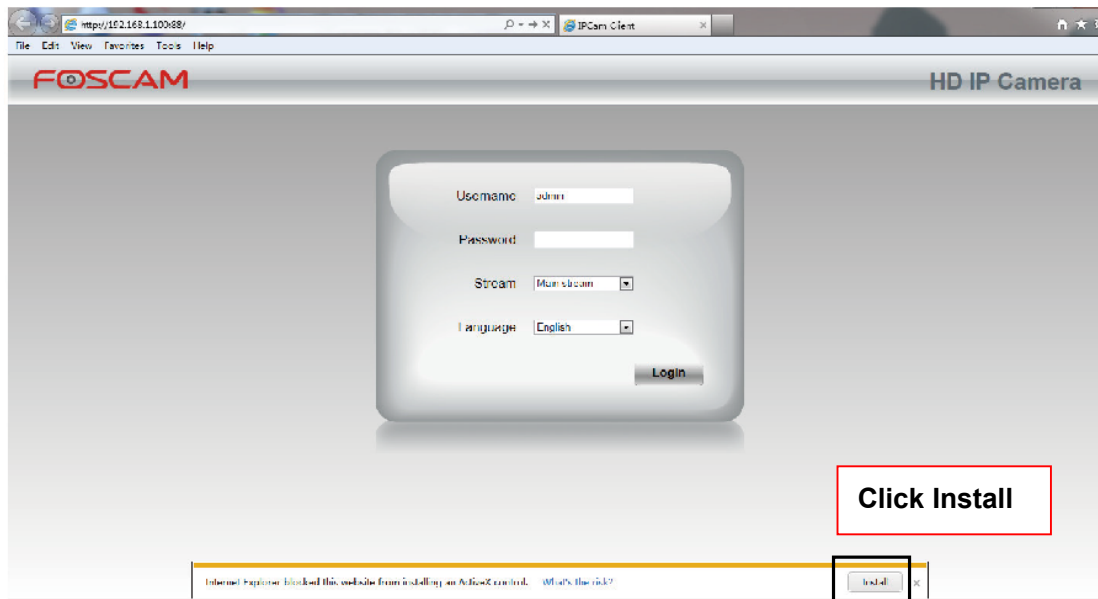 http://192.168.1.100:88/
IPCam Client
File Edit View Favorites Tools Help
FOSCAM
HD IP Camera
Username admin
Password
Stream Main stream
Language English
Login
Click Install
Internet Explorer blocked this website from installing an ActiveX control. What's the risk?
Install